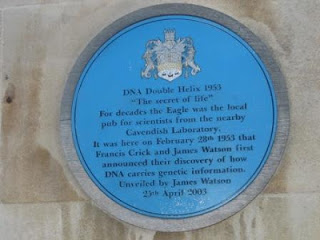 DNA Double Helix 1953
"The secret of life"
For decades the Eagle was the local
pub for scientists from the nearby
Cavendish Laboratory.
It was here on February 28th 1953 that
Francis Crick and James Watson first
announced their discovery of how
DNA carries genetic information.
Unveiled by James Watson
25th April 2003